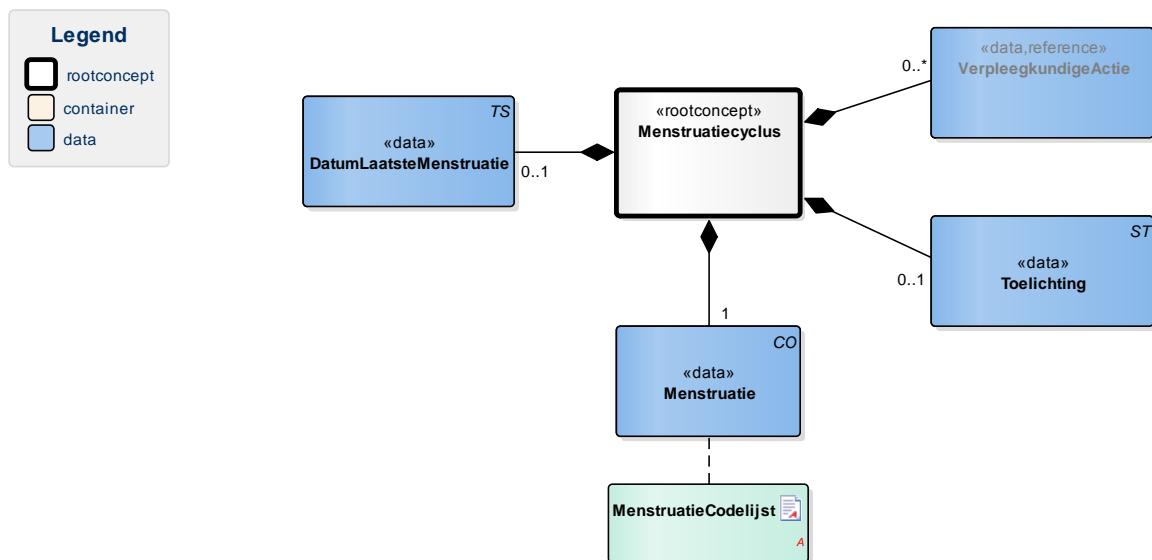 Legend
rootconcept
container
data
TS
«data»
DatumLaatsteMenstruatie
0..1
«rootconcept»
Menstruatiecyclus
«data,reference»
VerpleegkundigeActie
0..*
ST
«data»
Toelichting
0..1
1
CO
«data»
Menstruatie
MenstruatieCodelijst
A